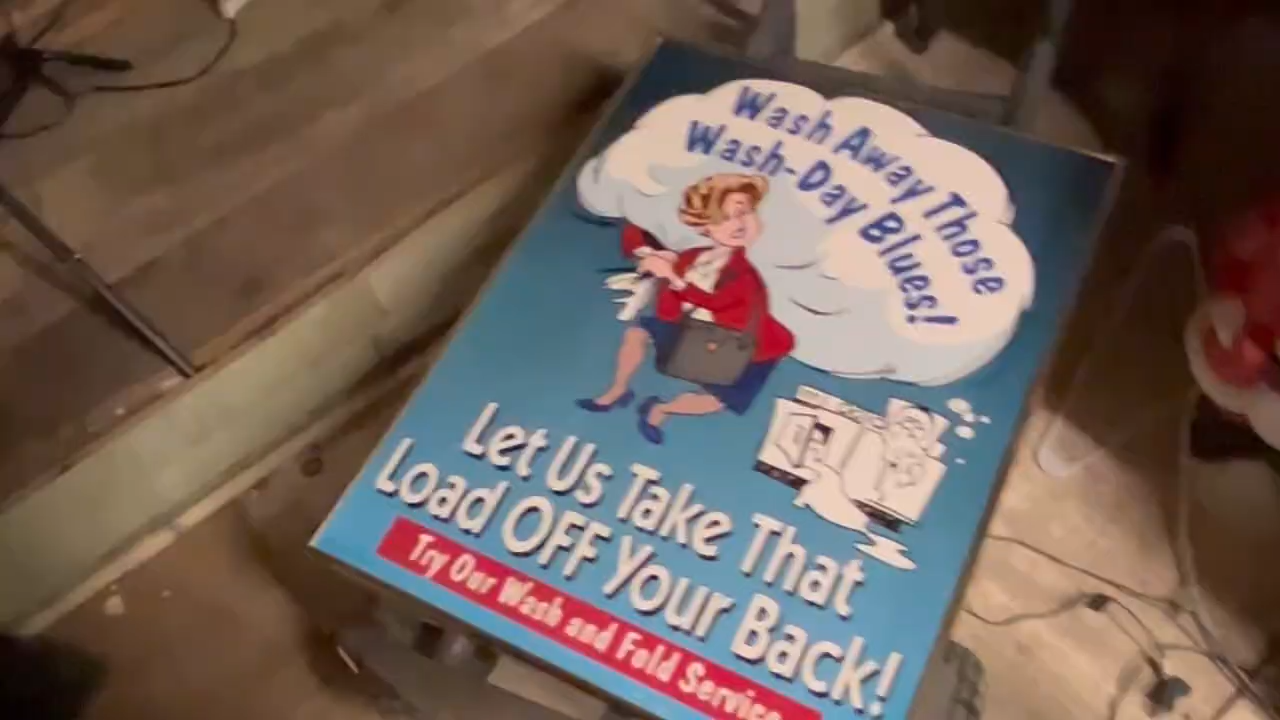 Wash Away Those
Wash-Day Blues!
Let Us Take That
Load OFF Your Back!
Try Our Wash and Fold Service